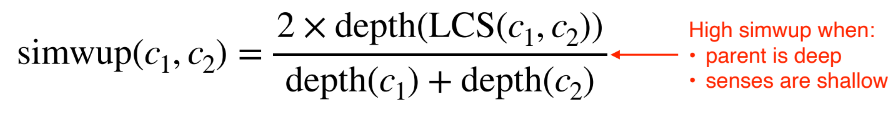 simwup(c₁, c₂) = 2 × depth(LCS(c₁, c₂)) / depth(c₁) + depth(c₂)
High simwup when:
• parent is deep
• senses are shallow